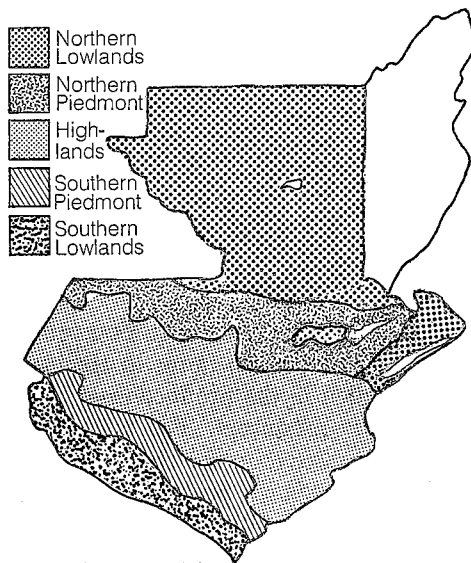 Northern
Lowlands
Northern
Piedmont
High-
lands
Southern
Piedmont
Southern
Lowlands